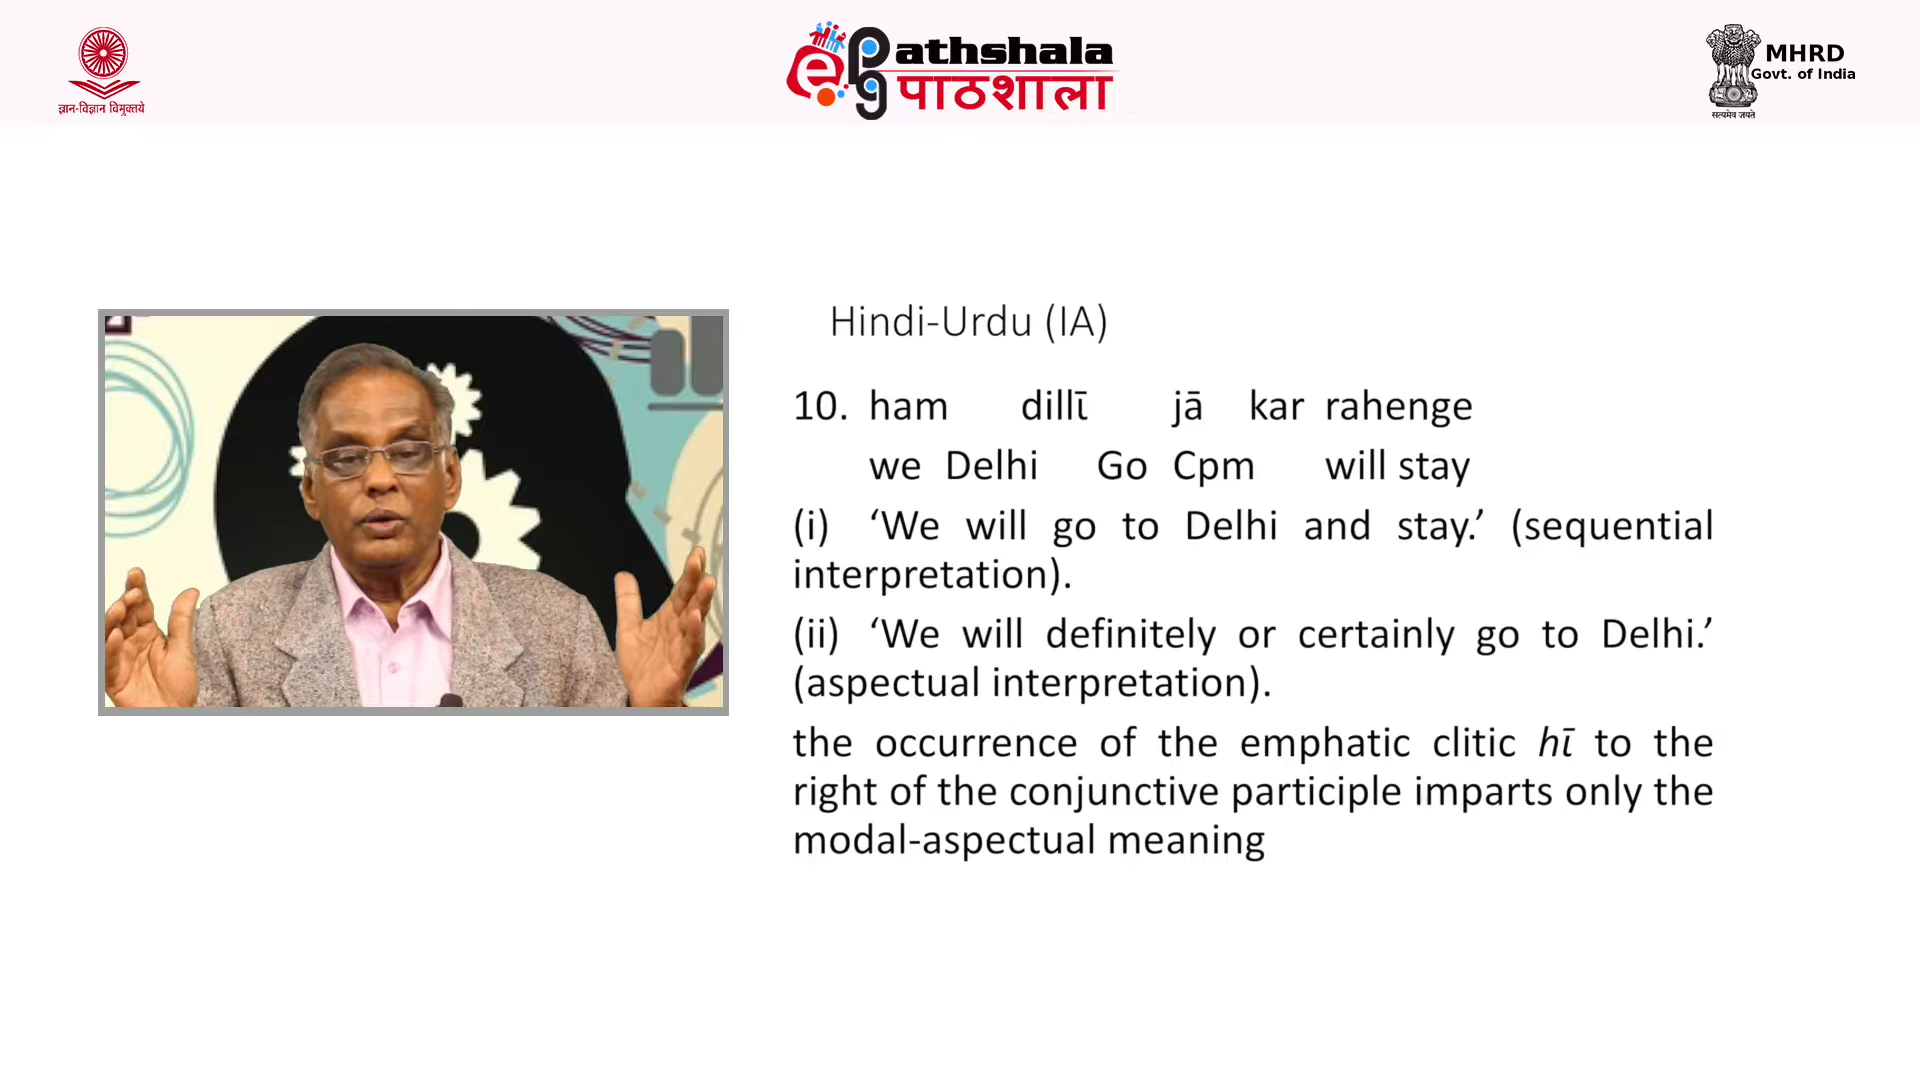 ज्ञान-विज्ञान विमुक्तये
e pg athshala
पाठशाला
MHRD
Govt. of India
सत्यमेव जयते
Hindi-Urdu (IA)
10. ham dillī jā kar rahenge
we Delhi Go Cpm will stay
(i) ‘We will go to Delhi and stay.’ (sequential
interpretation).
(ii) ‘We will definitely or certainly go to Delhi.’
(aspectual interpretation).
the occurrence of the emphatic clitic hī to the
right of the conjunctive participle imparts only the
modal-aspectual meaning